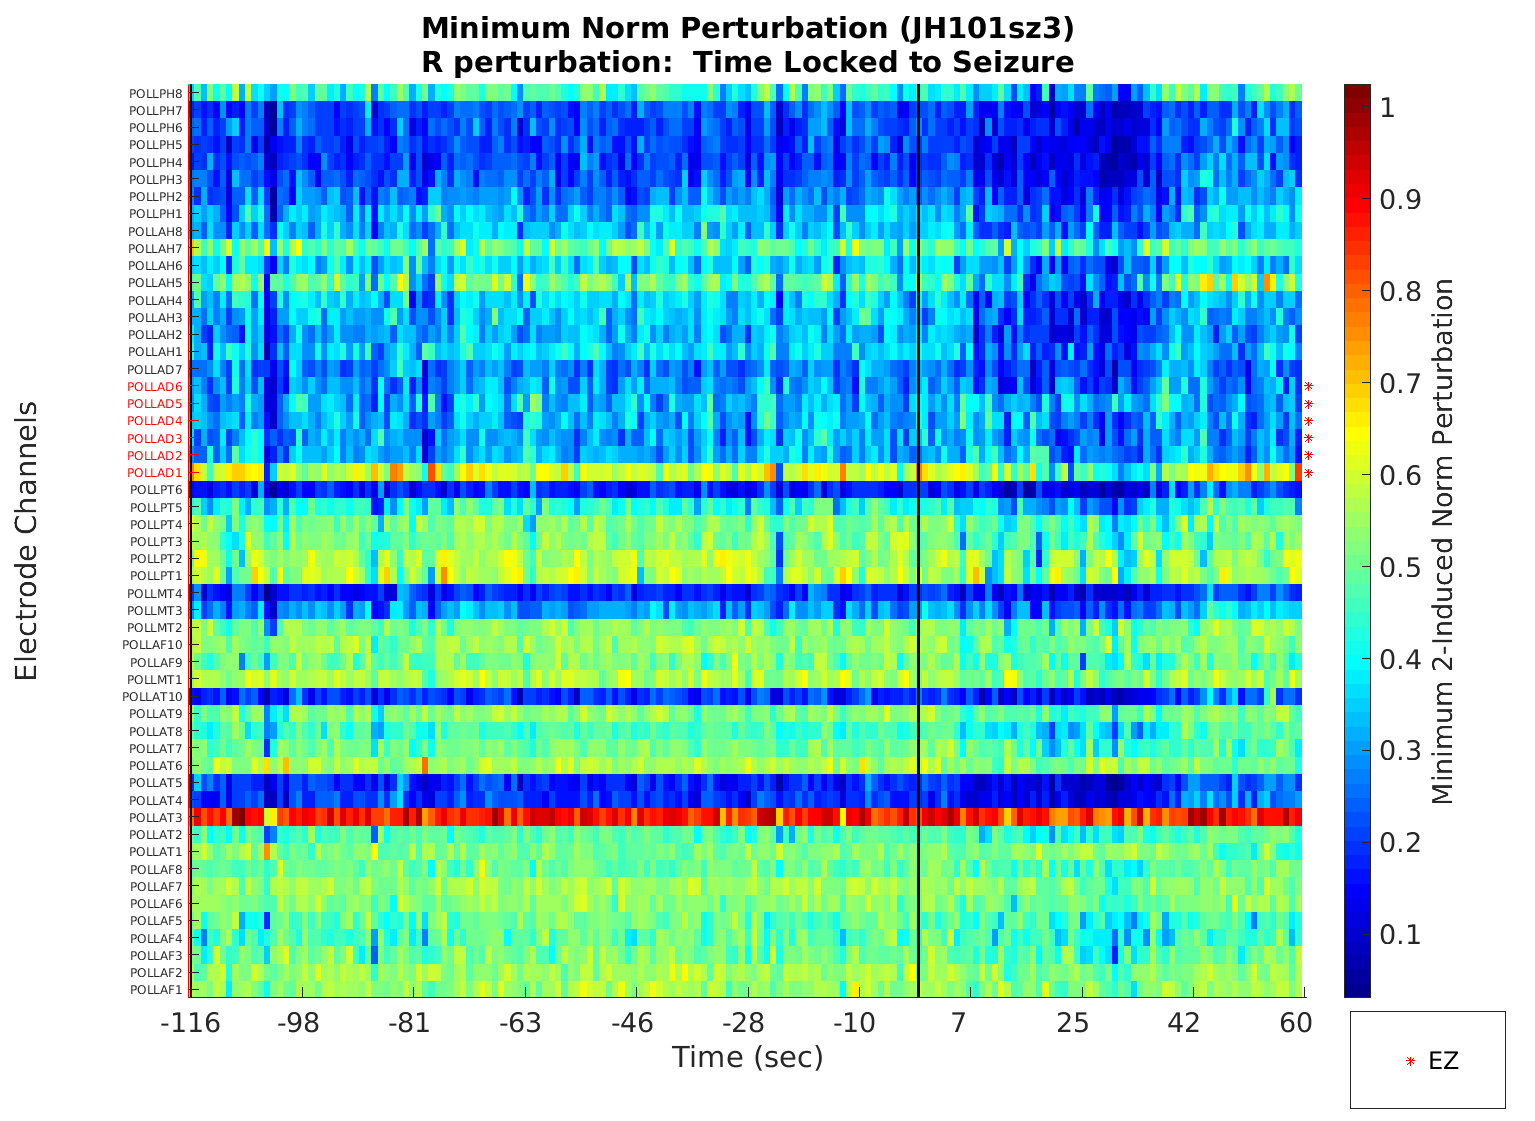 Minimum Norm Perturbation (JH101sz3)
R perturbation:  Time Locked to Seizure
Electrode Channels
POLLPH8
POLLPH7
POLLPH6
POLLPH5
POLLPH4
POLLPH3
POLLPH2
POLLPH1
POLLAH8
POLLAH7
POLLAH6
POLLAH5
POLLAH4
POLLAH3
POLLAH2
POLLAH1
POLLAD7
POLLAD6
POLLAD5
POLLAD4
POLLAD3
POLLAD2
POLLAD1
POLLPT6
POLLPT5
POLLPT4
POLLPT3
POLLPT2
POLLPT1
POLLMT4
POLLMT3
POLLMT2
POLLAF10
POLLAF9
POLLMT1
POLLAT10
POLLAT9
POLLAT8
POLLAT7
POLLAT6
POLLAT5
POLLAT4
POLLAT3
POLLAT2
POLLAT1
POLLAF8
POLLAF7
POLLAF6
POLLAF5
POLLAF4
POLLAF3
POLLAF2
POLLAF1
-116 -98 -81 -63 -46 -28 -10 7 25 42 60
Time (sec)
1
0.9
0.8
0.7
0.6
0.5
0.4
0.3
0.2
0.1
Minimum 2-Induced Norm Perturbation
EZ